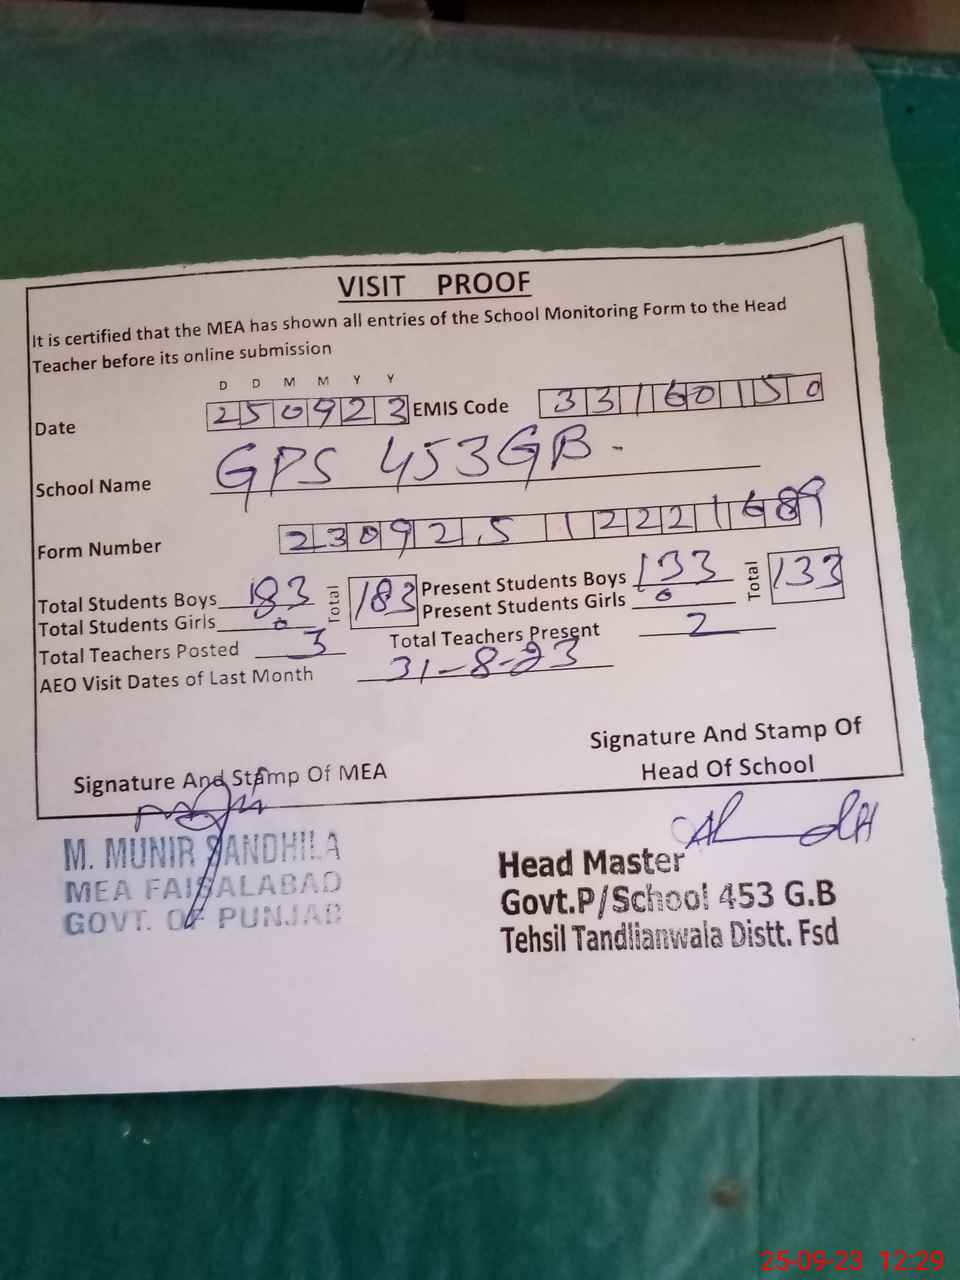 VISIT PROOF
It is certified that the MEA has shown all entries of the School Monitoring Form to the Head
Teacher before its online submission
D D M M Y Y
Date 250923 EMIS Code 33160150
School Name GPS 453GB.
Form Number 23092512221689
Total Students Boys 183 Total 183 Present Students Boys 133 Total 133
Total Students Girls 0 Present Students Girls 0
Total Teachers Posted 3 Total Teachers Present 2
AEO Visit Dates of Last Month 31-8-23
Signature And Stamp Of MEA
Signature And Stamp Of
Head Of School
M. MUNIR JANDHILA
MEA FAISALABAD
GOVT. OF PUNJAB
Head Master
Govt.P/School 453 G.B
Tehsil Tandlianwala Distt. Fsd
25-09-23 12:29